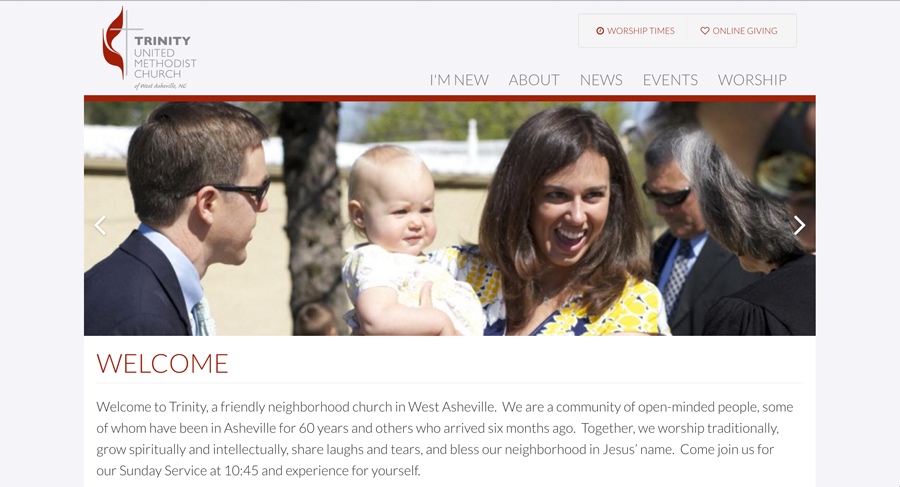 TRINITY
UNITED
METHODIST
CHURCH
of West Asheville, NC
WORSHIP TIMES
ONLINE GIVING
I'M NEW
ABOUT
NEWS
EVENTS
WORSHIP
WELCOME
Welcome to Trinity, a friendly neighborhood church in West Asheville. We are a community of open-minded people, some
of whom have been in Asheville for 60 years and others who arrived six months ago. Together, we worship traditionally,
grow spiritually and intellectually, share laughs and tears, and bless our neighborhood in Jesus’ name. Come join us for
our Sunday Service at 10:45 and experience for yourself.